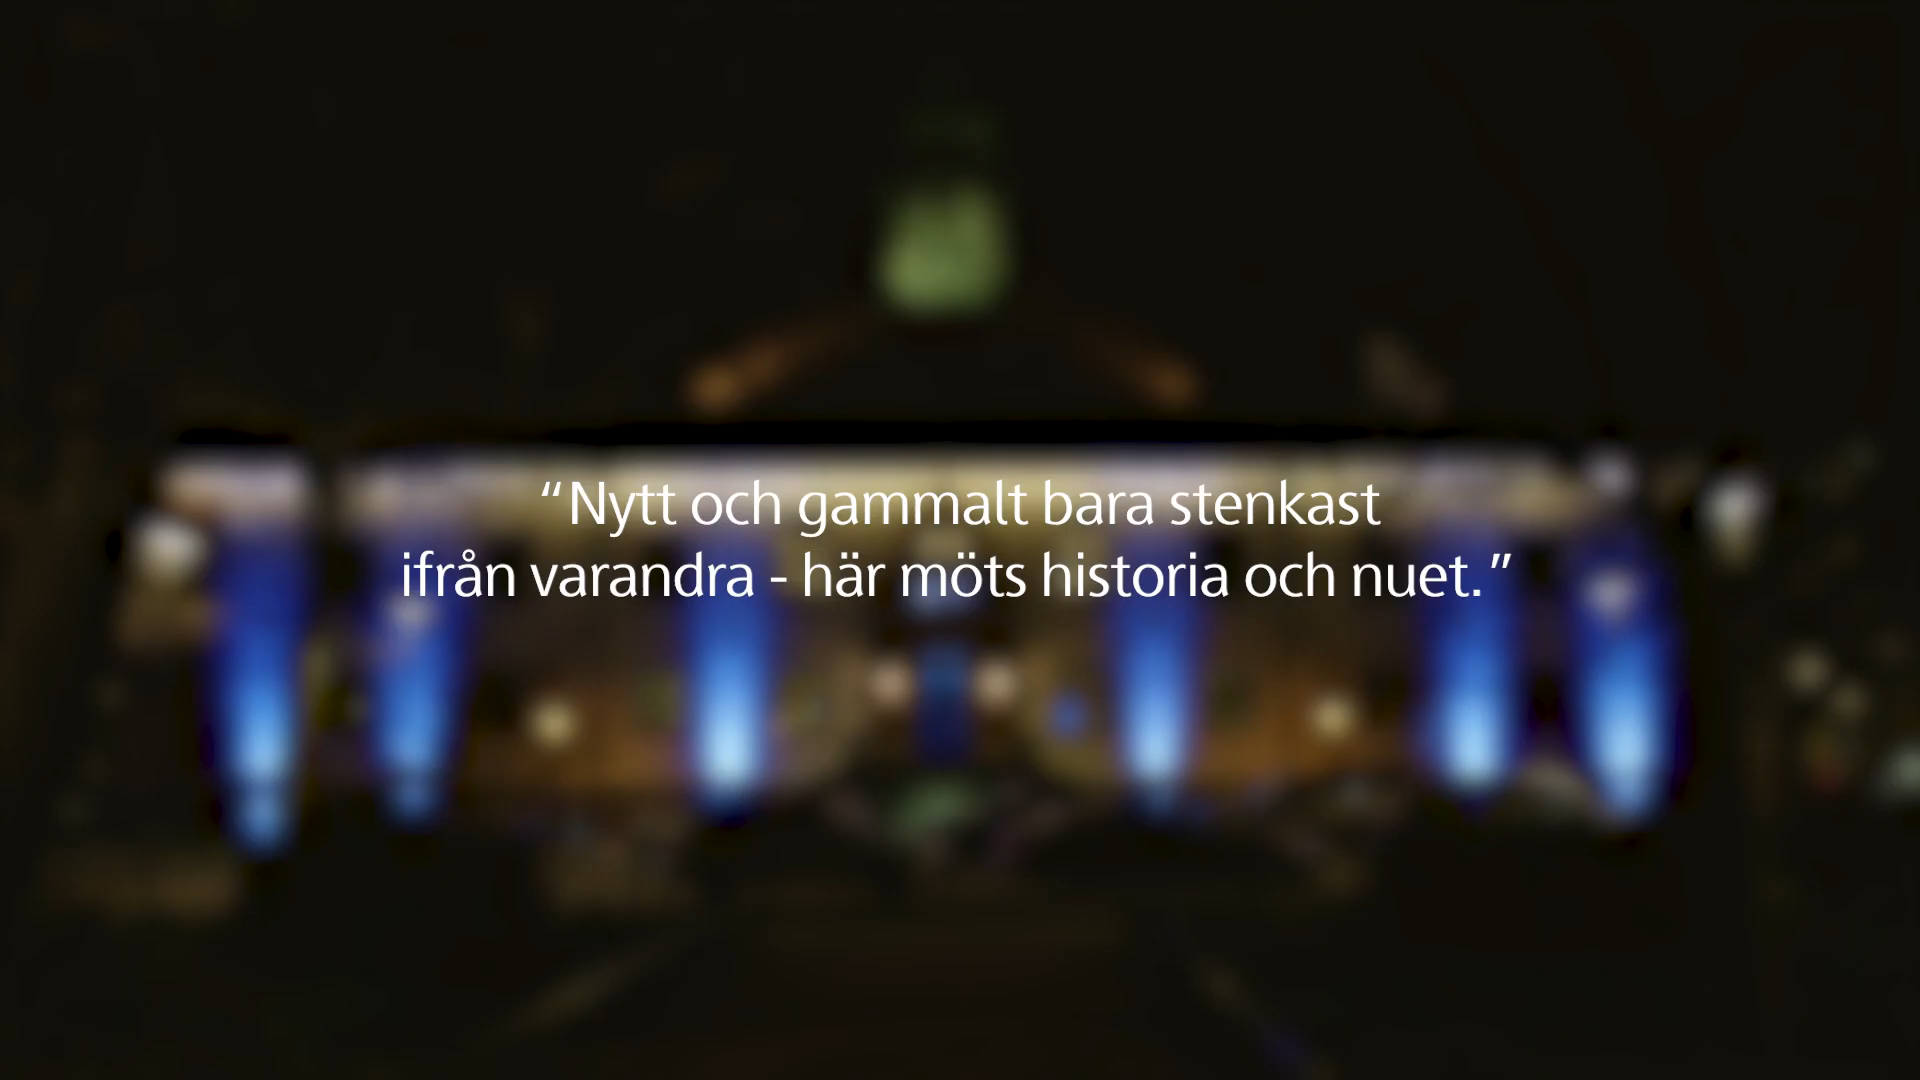 “Nytt och gammalt bara stenkast
ifrån varandra - här möts historia och nuet.”